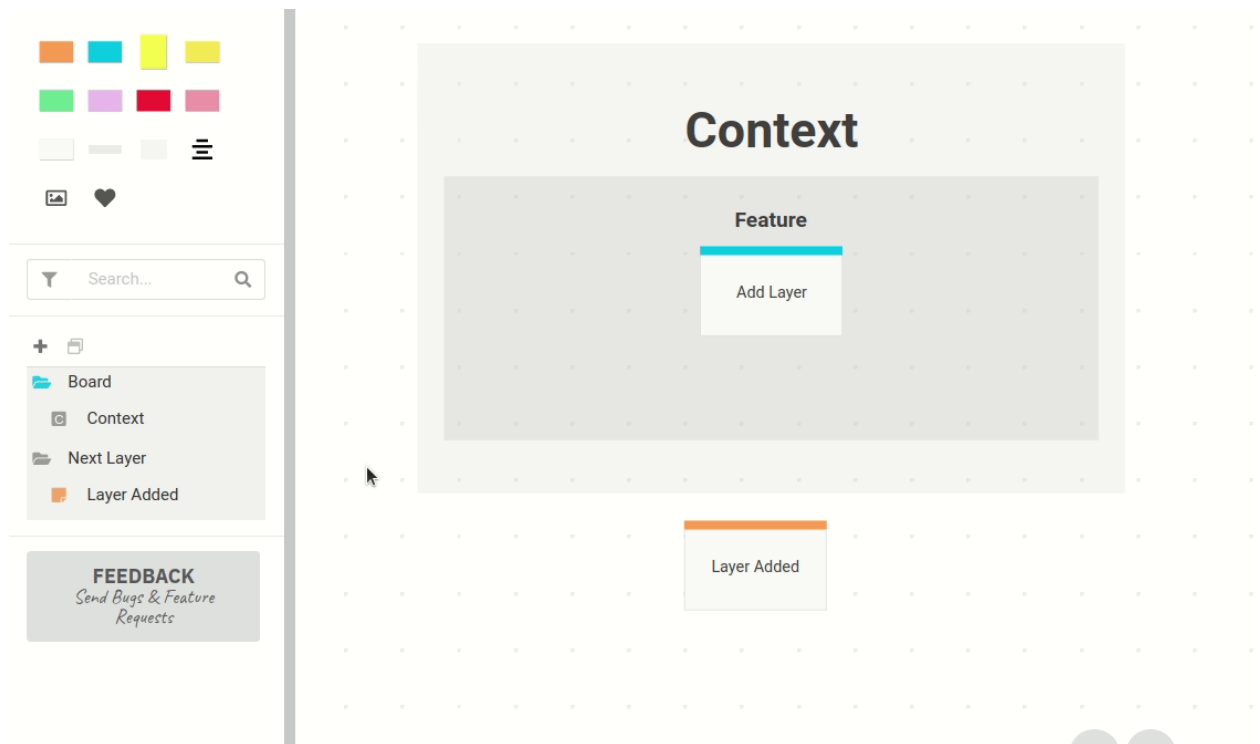 Search...
Board
C Context
Next Layer
Layer Added
FEEDBACK
Send Bugs & Feature
Requests
Context
Feature
Add Layer
Layer Added